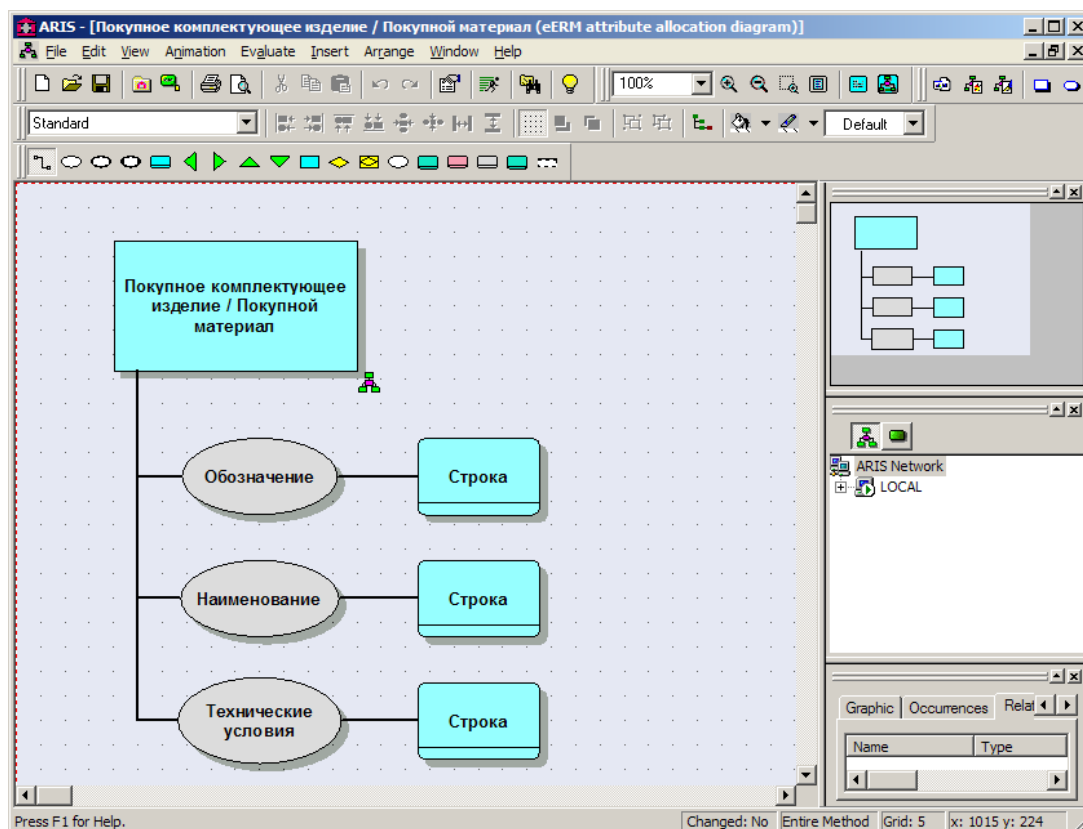 ARIS - [Покупное комплектующее изделие / Покупной материал (eERM attribute allocation diagram)]
File Edit View Animation Evaluate Insert Arrange Window Help
100%
Standard
Default
Покупное комплектующее
изделие / Покупной
материал
Обозначение
Строка
Наименование
Строка
Технические
условия
Строка
ARIS Network
LOCAL
Graphic Occurrences
Name Type
Press F1 for Help.
Changed: No Entire Method Grid: 5 x: 1015 y: 224